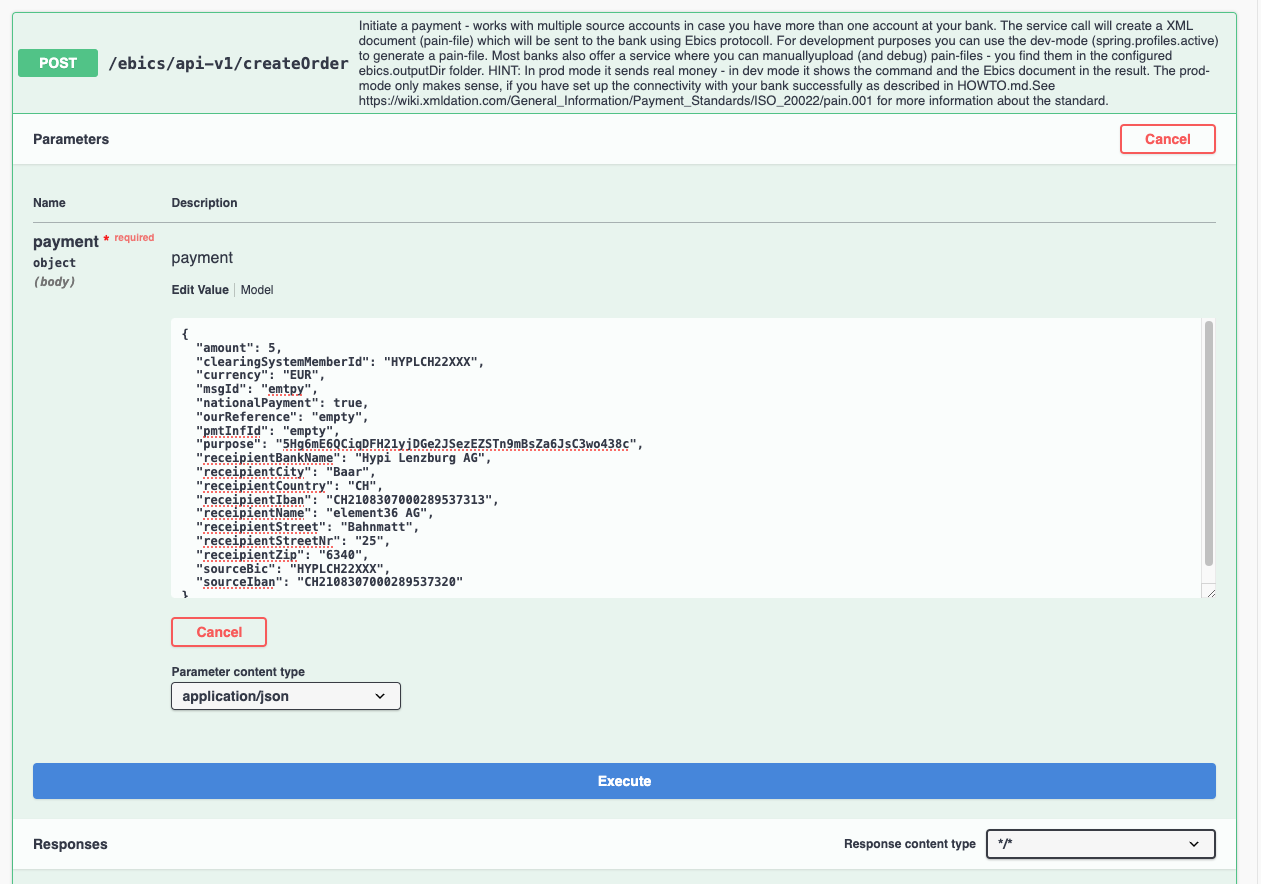 Initiate a payment - works with multiple source accounts in case you have more than one account at your bank. The service call will create a XML
document (pain-file) which will be sent to the bank using Ebics protocoll. For development purposes you can use the dev-mode (spring.profiles.active)
POST /ebics/api-v1/createOrder to generate a pain-file. Most banks also offer a service where you can manuallyupload (and debug) pain-files - you find them in the configured
ebics.outputDir folder. HINT: In prod mode it sends real money - in dev mode it shows the command and the Ebics document in the result. The prod-
mode only makes sense, if you have set up the connectivity with your bank successfully as described in HOWTO.md.See
https://wiki.xmldation.com/General_Information/Payment_Standards/ISO_20022/pain.001 for more information about the standard.
Parameters Cancel
Name Description
payment * required
object
(body)
payment
Edit Value Model
{
"amount": 5,
"clearingSystemMemberId": "HYPLCH22XXX",
"currency": "EUR",
"msgId": "emtpy",
"nationalPayment": true,
"ourReference": "empty",
"pmtInfId": "empty",
"purpose": "5Hg6mE6QCiqDFH21yjDGe2JSezEZSTn9mBsZa6JsC3wo438c",
"receipientBankName": "Hypi Lenzburg AG",
"receipientCity": "Baar",
"receipientCountry": "CH",
"receipientIban": "CH2108307000289537313",
"receipientName": "element36 AG",
"receipientStreet": "Bahnmatt",
"receipientStreetNr": "25",
"receipientZip": "6340",
"sourceBic": "HYPLCH22XXX",
"sourceIban": "CH2108307000289537320"
}
Cancel
Parameter content type
application/json
Execute
Responses Response content type */*